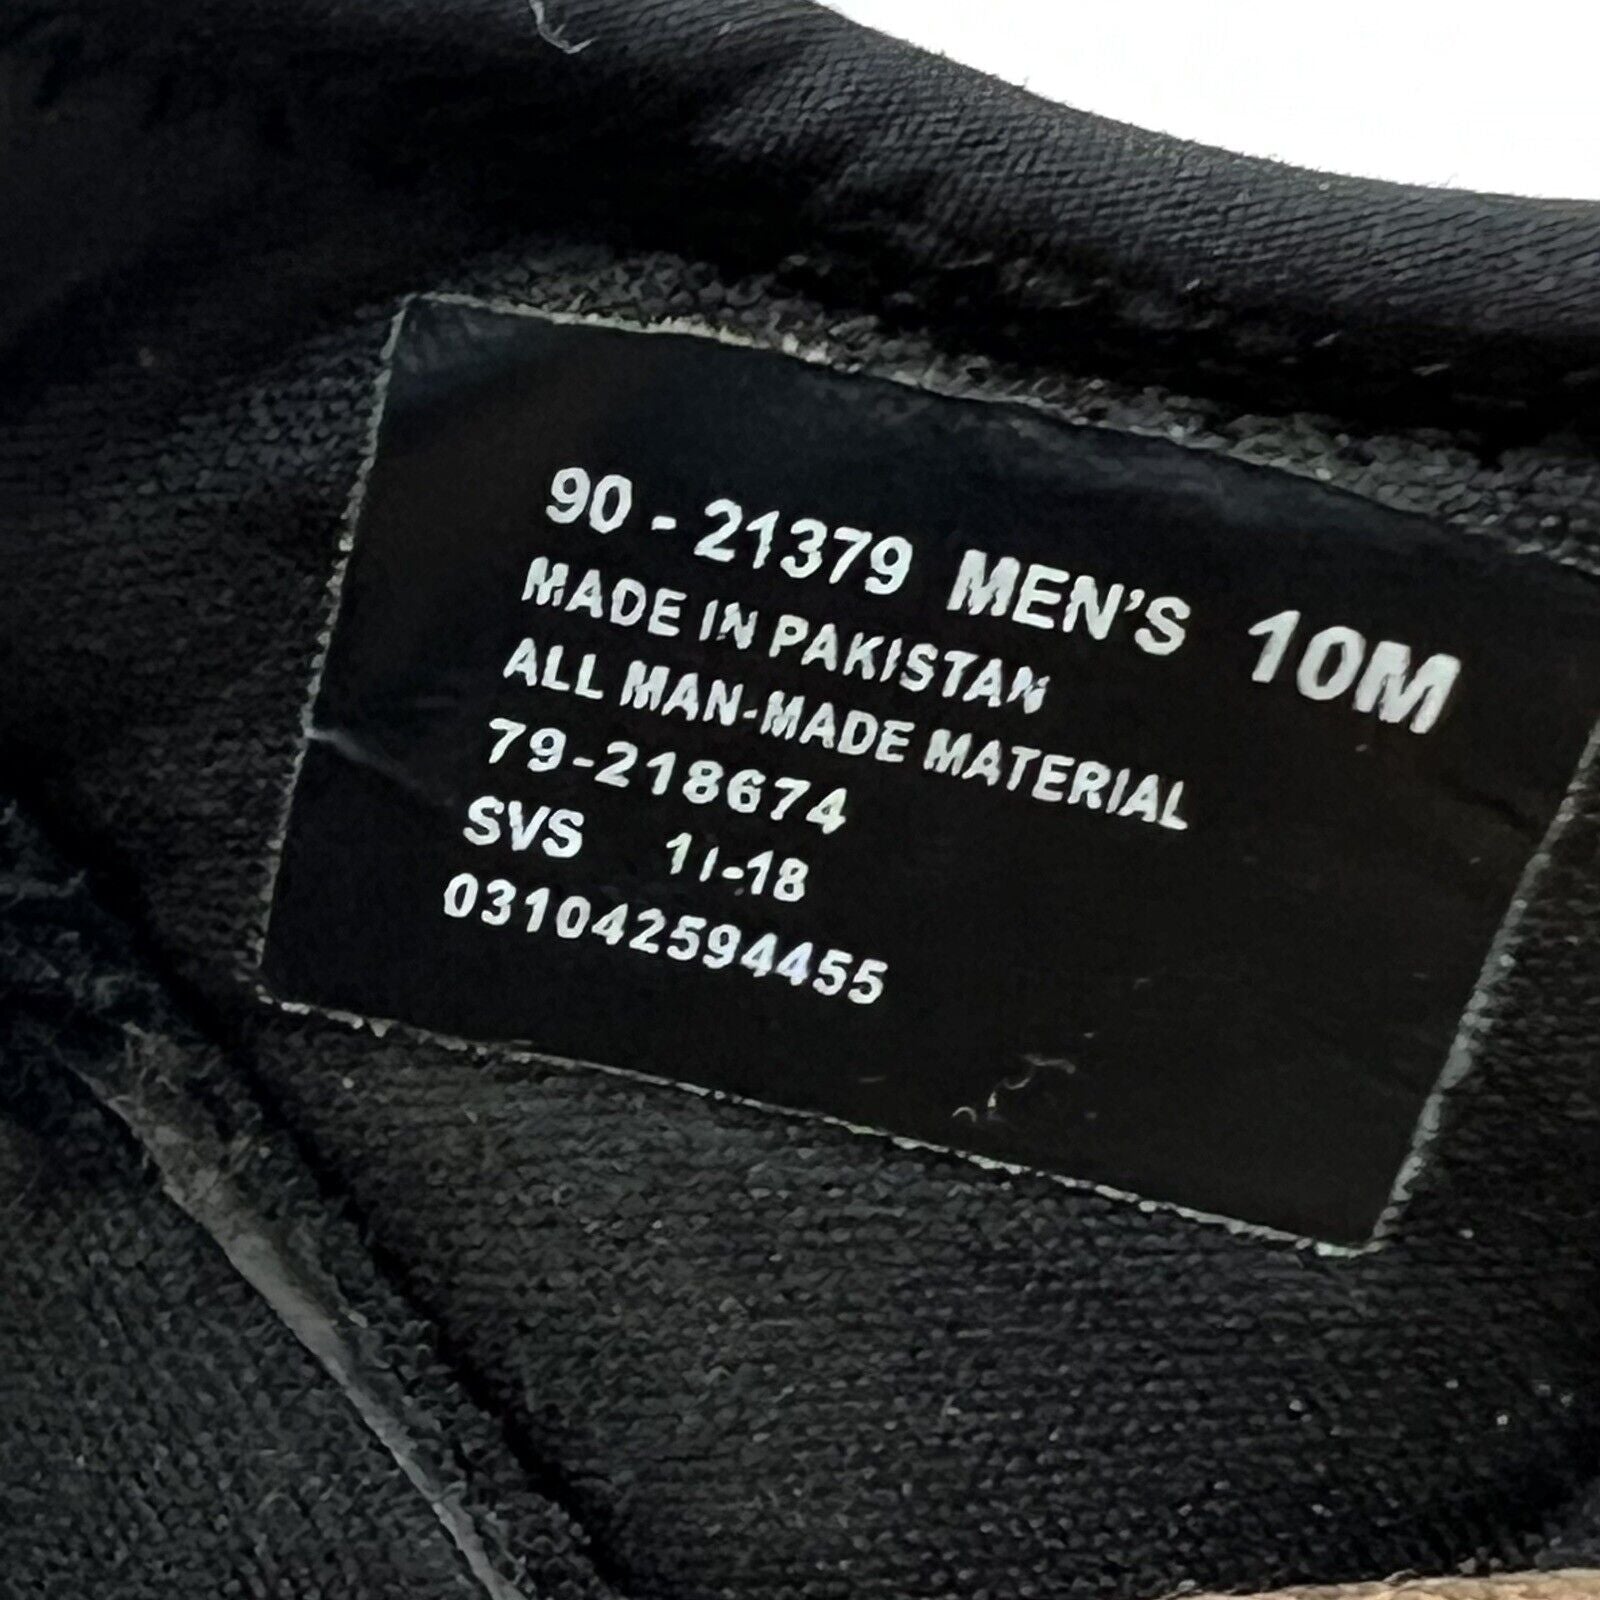 90 - 21379 MEN'S 10M
MADE IN PAKISTAN
ALL MAN-MADE MATERIAL
79-218674
SVS 11-18
031042594455